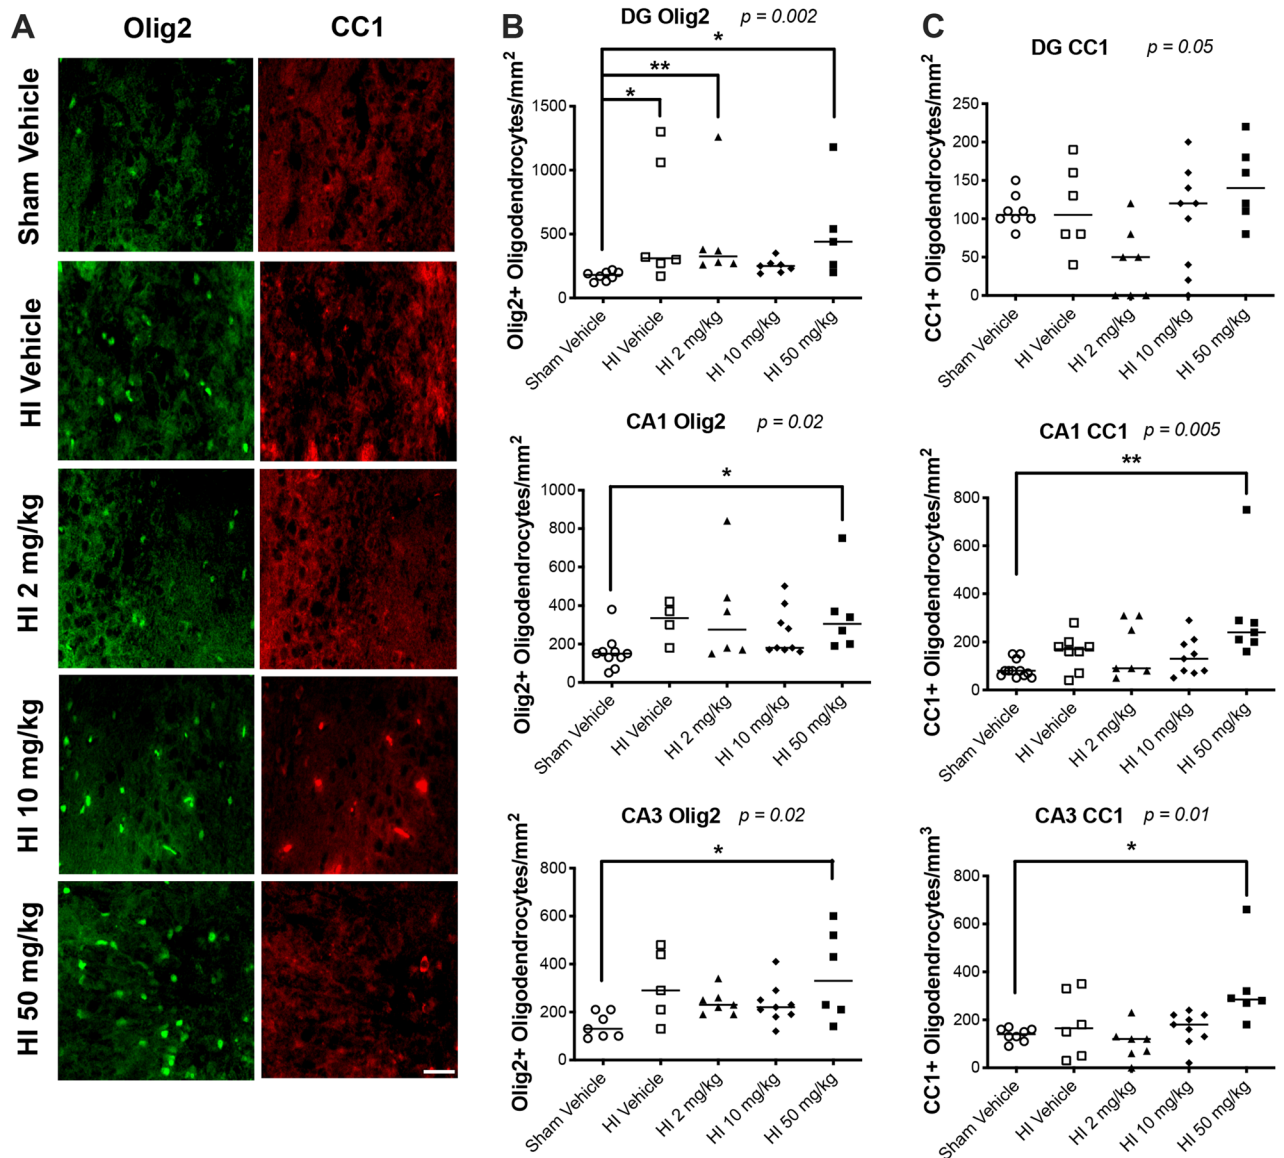 A
Olig2
CC1
Sham Vehicle
HI Vehicle
HI 2 mg/kg
HI 10 mg/kg
HI 50 mg/kg
B
DG Olig2 p = 0.002
*
**
*
Olig2+ Oligodendrocytes/mm²
1500
1000
500
0
Sham Vehicle
HI Vehicle
HI 2 mg/kg
HI 10 mg/kg
HI 50 mg/kg
CA1 Olig2 p = 0.02
*
Olig2+ Oligodendrocytes/mm²
1000
800
600
400
200
0
Sham Vehicle
HI Vehicle
HI 2 mg/kg
HI 10 mg/kg
HI 50 mg/kg
CA3 Olig2 p = 0.02
*
Olig2+ Oligodendrocytes/mm²
800
600
400
200
0
Sham Vehicle
HI Vehicle
HI 2 mg/kg
HI 10 mg/kg
HI 50 mg/kg
C
DG CC1 p = 0.05
CC1+ Oligodendrocytes/mm²
250
200
150
100
50
0
Sham Vehicle
HI Vehicle
HI 2 mg/kg
HI 10 mg/kg
HI 50 mg/kg
CA1 CC1 p = 0.005
**
CC1+ Oligodendrocytes/mm²
800
600
400
200
0
Sham Vehicle
HI Vehicle
HI 2 mg/kg
HI 10 mg/kg
HI 50 mg/kg
CA3 CC1 p = 0.01
*
CC1+ Oligodendrocytes/mm³
800
600
400
200
0
Sham Vehicle
HI Vehicle
HI 2 mg/kg
HI 10 mg/kg
HI 50 mg/kg